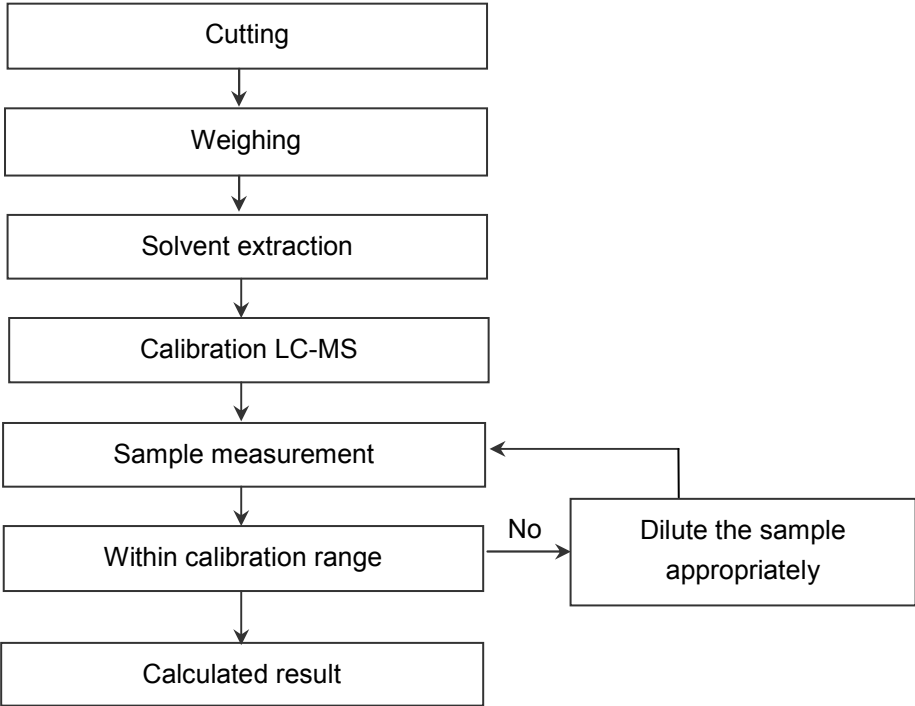 Cutting
Weighing
Solvent extraction
Calibration LC-MS
Sample measurement
Within calibration range
No
Dilute the sample
appropriately
Calculated result